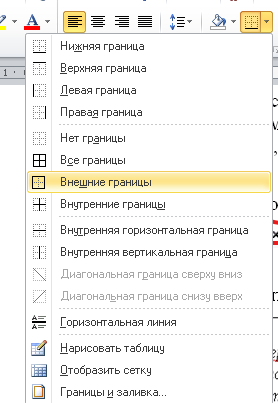 Нижняя граница
Верхняя граница
Левая граница
Правая граница
Нет границы
Все границы
Внешние границы
Внутренние границы
Внутренняя горизонтальная граница
Внутренняя вертикальная граница
Диагональная граница сверху вниз
Диагональная граница снизу вверх
Горизонтальная линия
Нарисовать таблицу
Отобразить сетку
Границы и заливка...